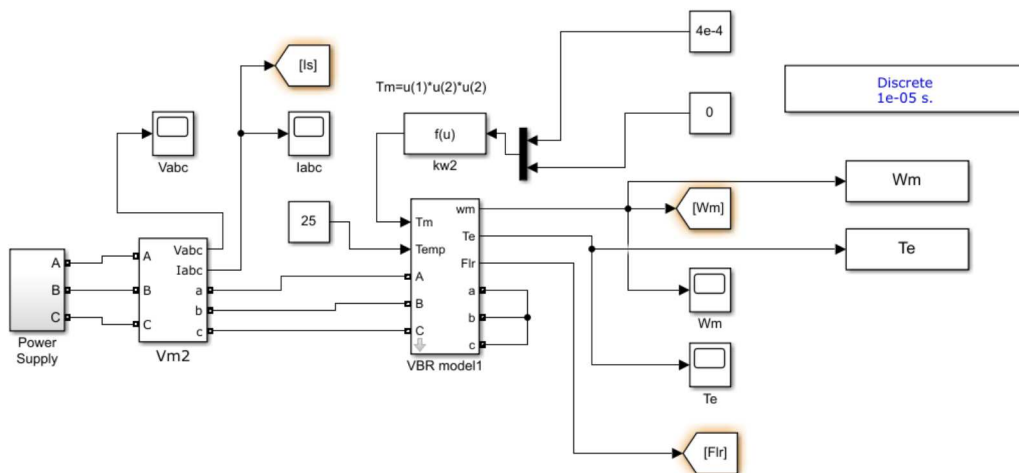 [Is]
4e-4
Discrete
1e-05 s.
Tm=u(1)*u(2)*u(2)
0
f(u)
kw2
Vabc
Iabc
Wm
[Wm]
25
wm
Tm
Te
Temp
Flr
Te
A
B
C
A
B
C
Vabc
Iabc
a
b
c
A
B
C
a
b
c
Power
Supply
Vm2
VBR model1
Wm
Te
[Flr]